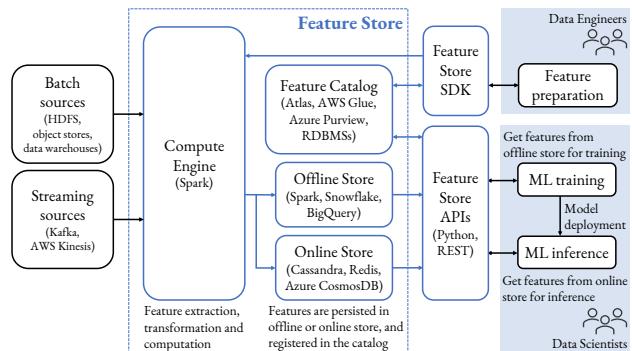 Feature Store
Data Engineers
Batch
sources
(HDFS,
object stores,
data warehouses)
Streaming
sources
(Kafka,
AWS Kinesis)
Compute
Engine
(Spark)
Feature Catalog
(Atlas, AWS Glue,
Azure Purview,
RDBMSs)
Offline Store
(Spark, Snowflake,
BigQuery)
Online Store
(Cassandra, Redis,
Azure CosmosDB)
Feature
Store
SDK
Feature
Store
APIs
(Python,
REST)
Feature
preparation
Get features from
offline store for training
ML training
Model
deployment
ML inference
Get features from online
store for inference
Data Scientists
Feature extraction,
transformation and
computation
Features are persisted in
offline or online store, and
registered in the catalog